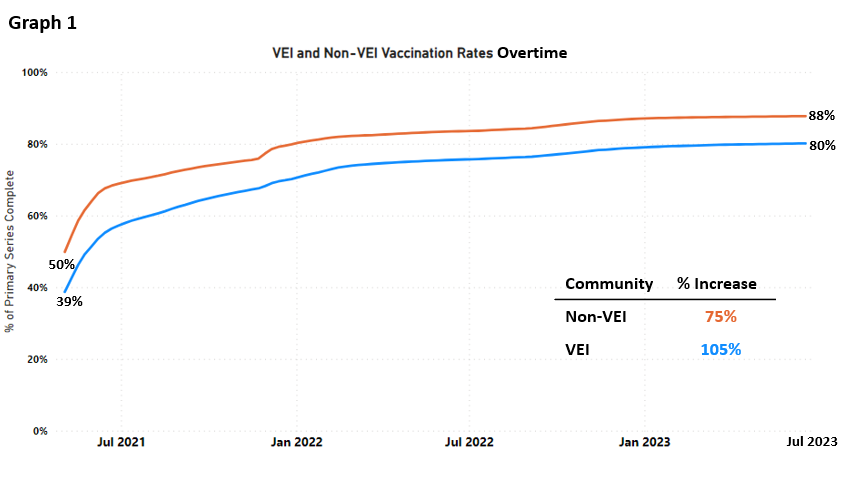 Graph 1
VEI and Non-VEI Vaccination Rates Overtime
% of Primary Series Complete
100%
80%
60%
40%
20%
0%
50%
39%
88%
80%
Community % Increase
Non-VEI 75%
VEI 105%
Jul 2021 Jan 2022 Jul 2022 Jan 2023 Jul 2023